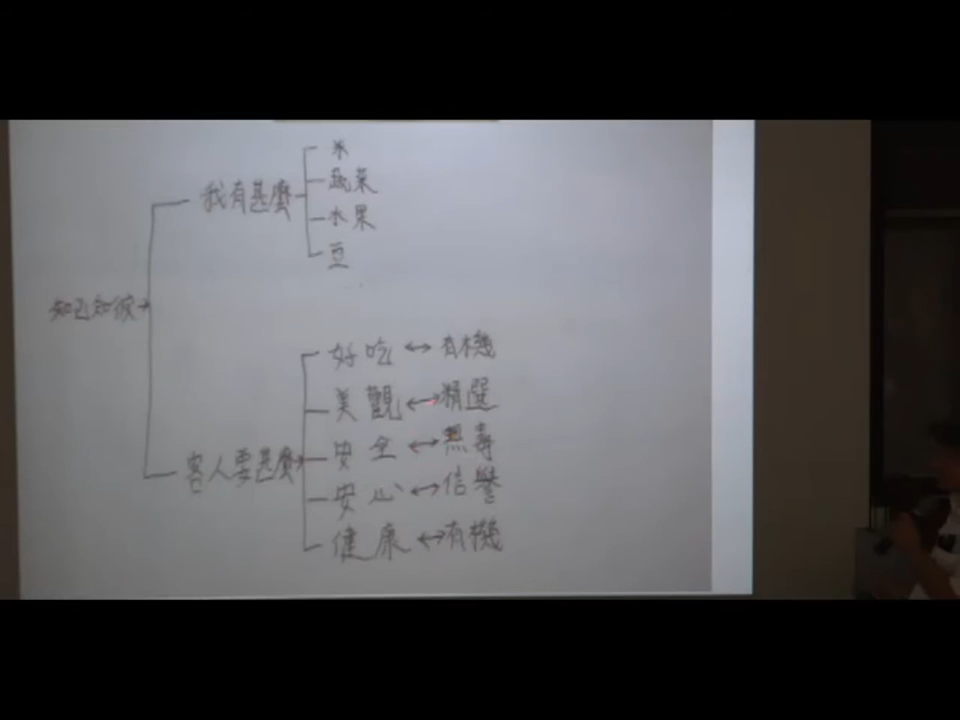 知己知彼
我有甚麼
米
蔬菜
水果
豆
客人要甚麼
好吃 ↔ 有機
美觀 ↔ 精選
安全 ↔ 無毒
安心 ↔ 信譽
健康 ↔ 有機